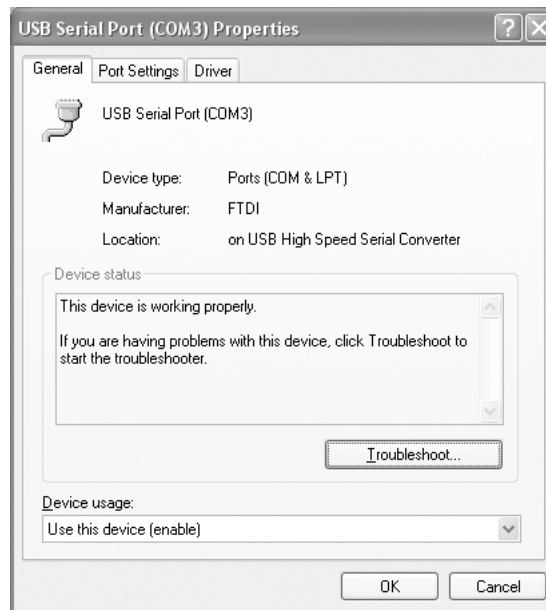 USB Serial Port (COM3) Properties
General Port Settings Driver
USB Serial Port (COM3)
Device type: Ports (COM & LPT)
Manufacturer: FTDI
Location: on USB High Speed Serial Converter
Device status
This device is working properly.
If you are having problems with this device, click Troubleshoot to
start the troubleshooter.
Troubleshoot...
Device usage:
Use this device (enable)
OK Cancel